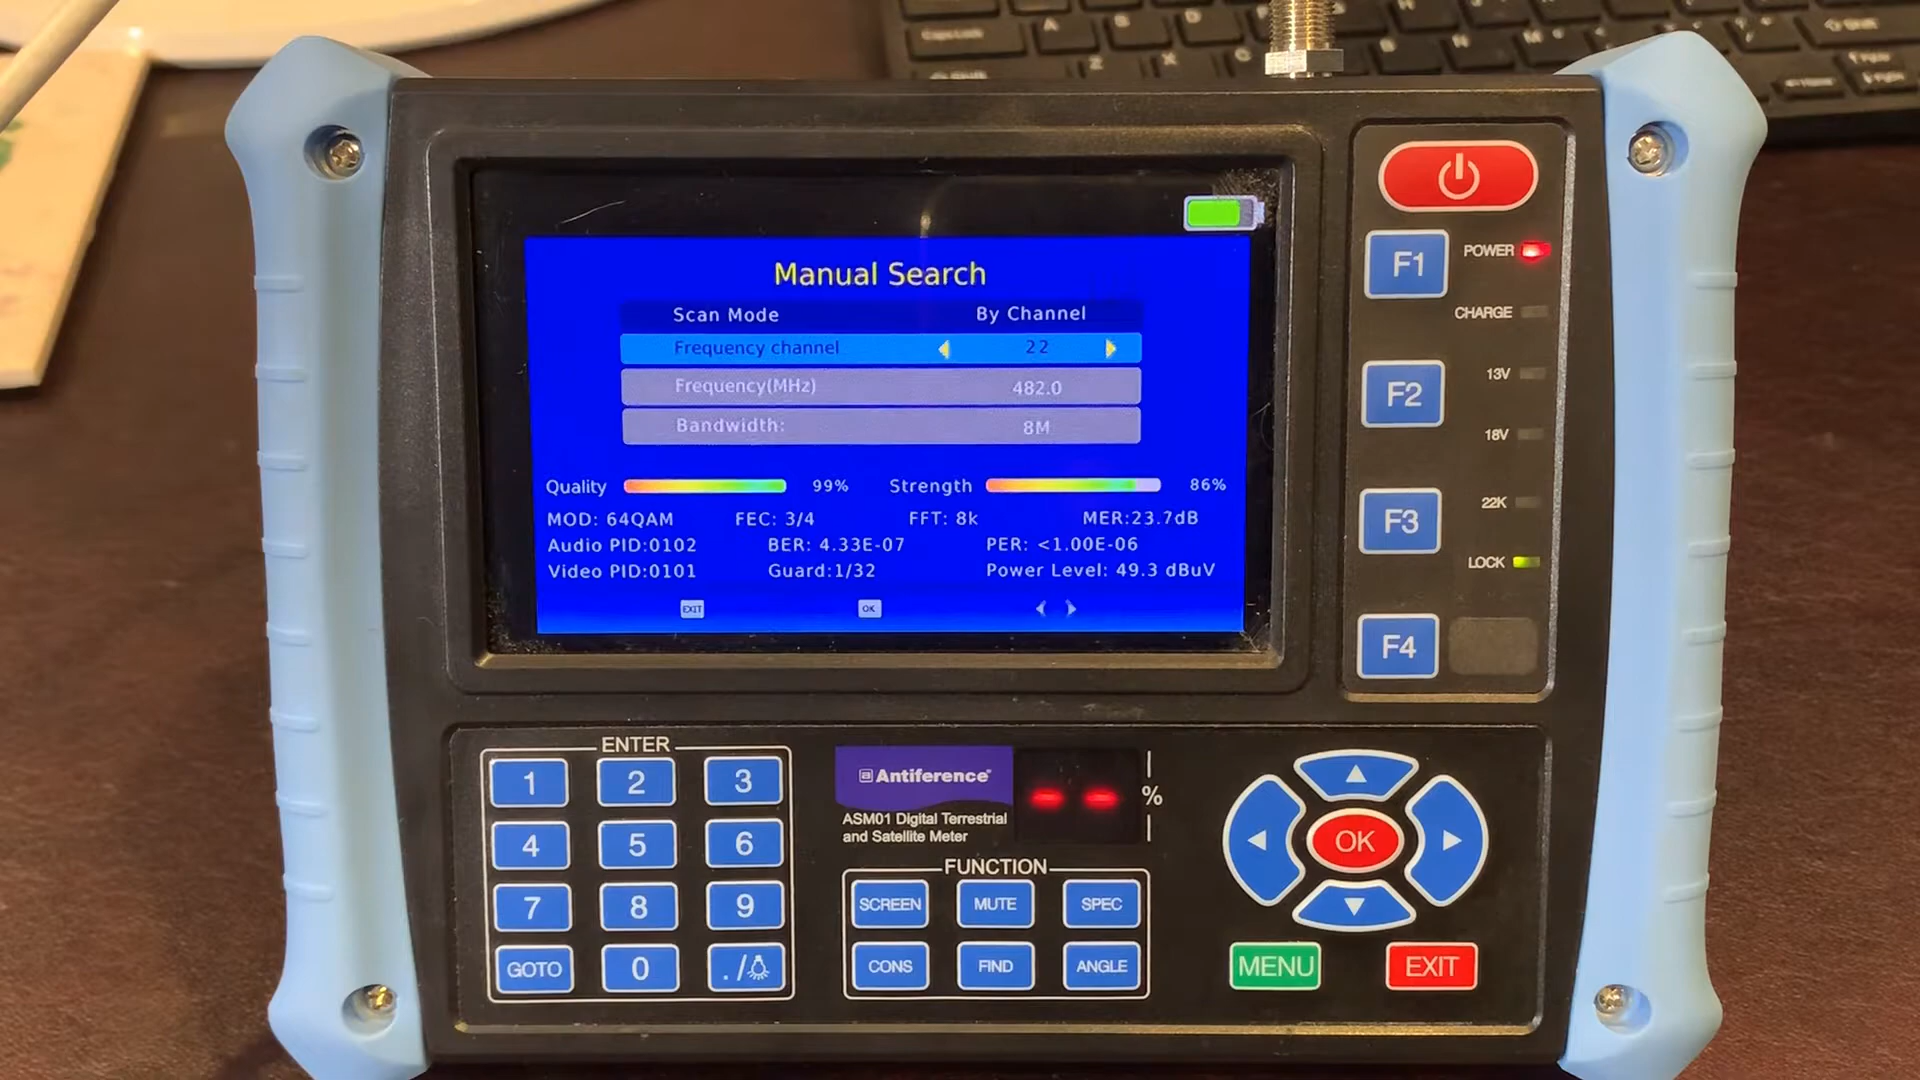 Manual Search
Scan Mode By Channel
Frequency channel 22
Frequency(MHz) 482.0
Bandwidth: 8M
Quality 99% Strength 86%
MOD: 64QAM FEC: 3/4 FFT: 8k MER:23.7dB
Audio PID:0102 BER: 4.33E-07 PER: <1.00E-06
Video PID:0101 Guard:1/32 Power Level: 49.3 dBuV
EXIT OK
F1 POWER
CHARGE
F2 13V
18V
F3 22K
LOCK
F4
ENTER
1 2 3
4 5 6
7 8 9
GOTO 0 ./
Antiference®
ASM01 Digital Terrestrial
and Satellite Meter
-- %
FUNCTION
SCREEN MUTE SPEC
CONS FIND ANGLE
OK
MENU EXIT